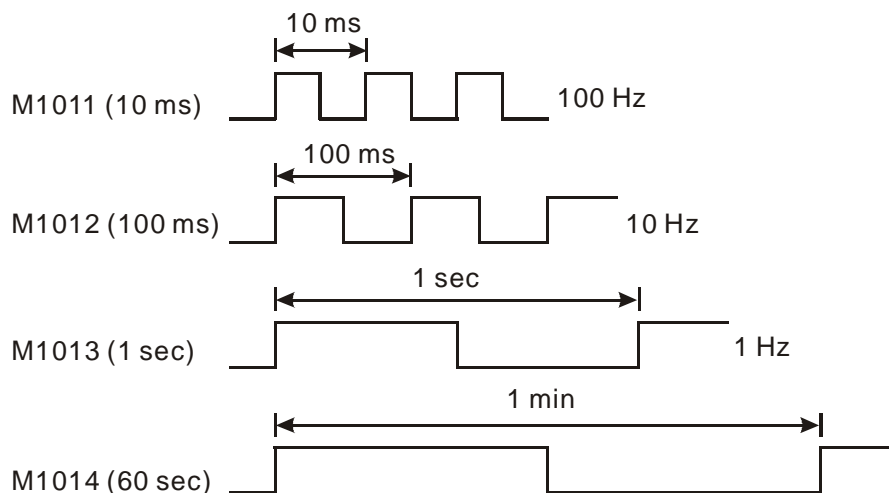 10 ms
M1011 (10 ms)
100 Hz
100 ms
M1012 (100 ms)
10 Hz
1 sec
M1013 (1 sec)
1 Hz
1 min
M1014 (60 sec)